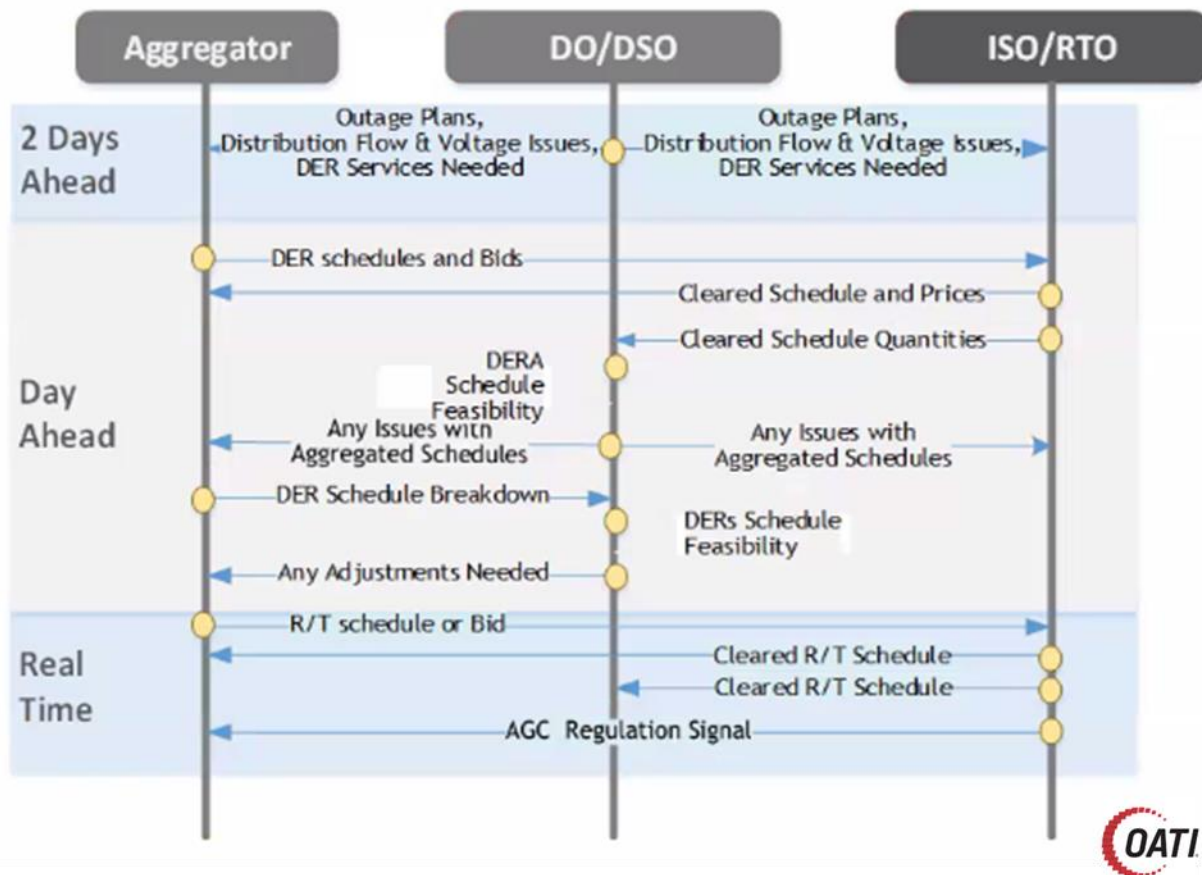 Aggregator
DO/DSO
ISO/RTO
2 Days
Ahead
Outage Plans,
Distribution Flow & Voltage Issues,
DER Services Needed
Outage Plans,
Distribution Flow & Voltage Issues,
DER Services Needed
Day
Ahead
DER schedules and Bids
Cleared Schedule and Prices
Cleared Schedule Quantities
DERA
Schedule
Feasibility
Any Issues with
Aggregated Schedules
Any Issues with
Aggregated Schedules
DER Schedule Breakdown
DERs Schedule
Feasibility
Any Adjustments Needed
Real
Time
R/T schedule or Bid
Cleared R/T Schedule
Cleared R/T Schedule
AGC Regulation Signal
OATI